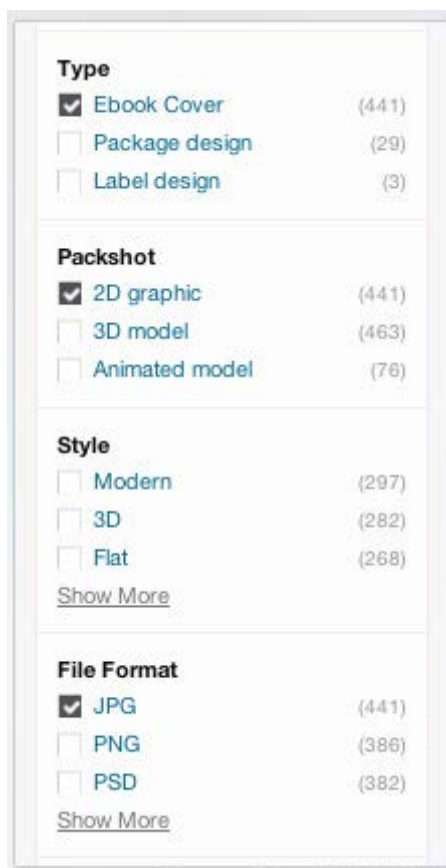 Type
Ebook Cover (441)
Package design (29)
Label design (3)
Packshot
2D graphic (441)
3D model (463)
Animated model (76)
Style
Modern (297)
3D (282)
Flat (268)
Show More
File Format
JPG (441)
PNG (386)
PSD (382)
Show More